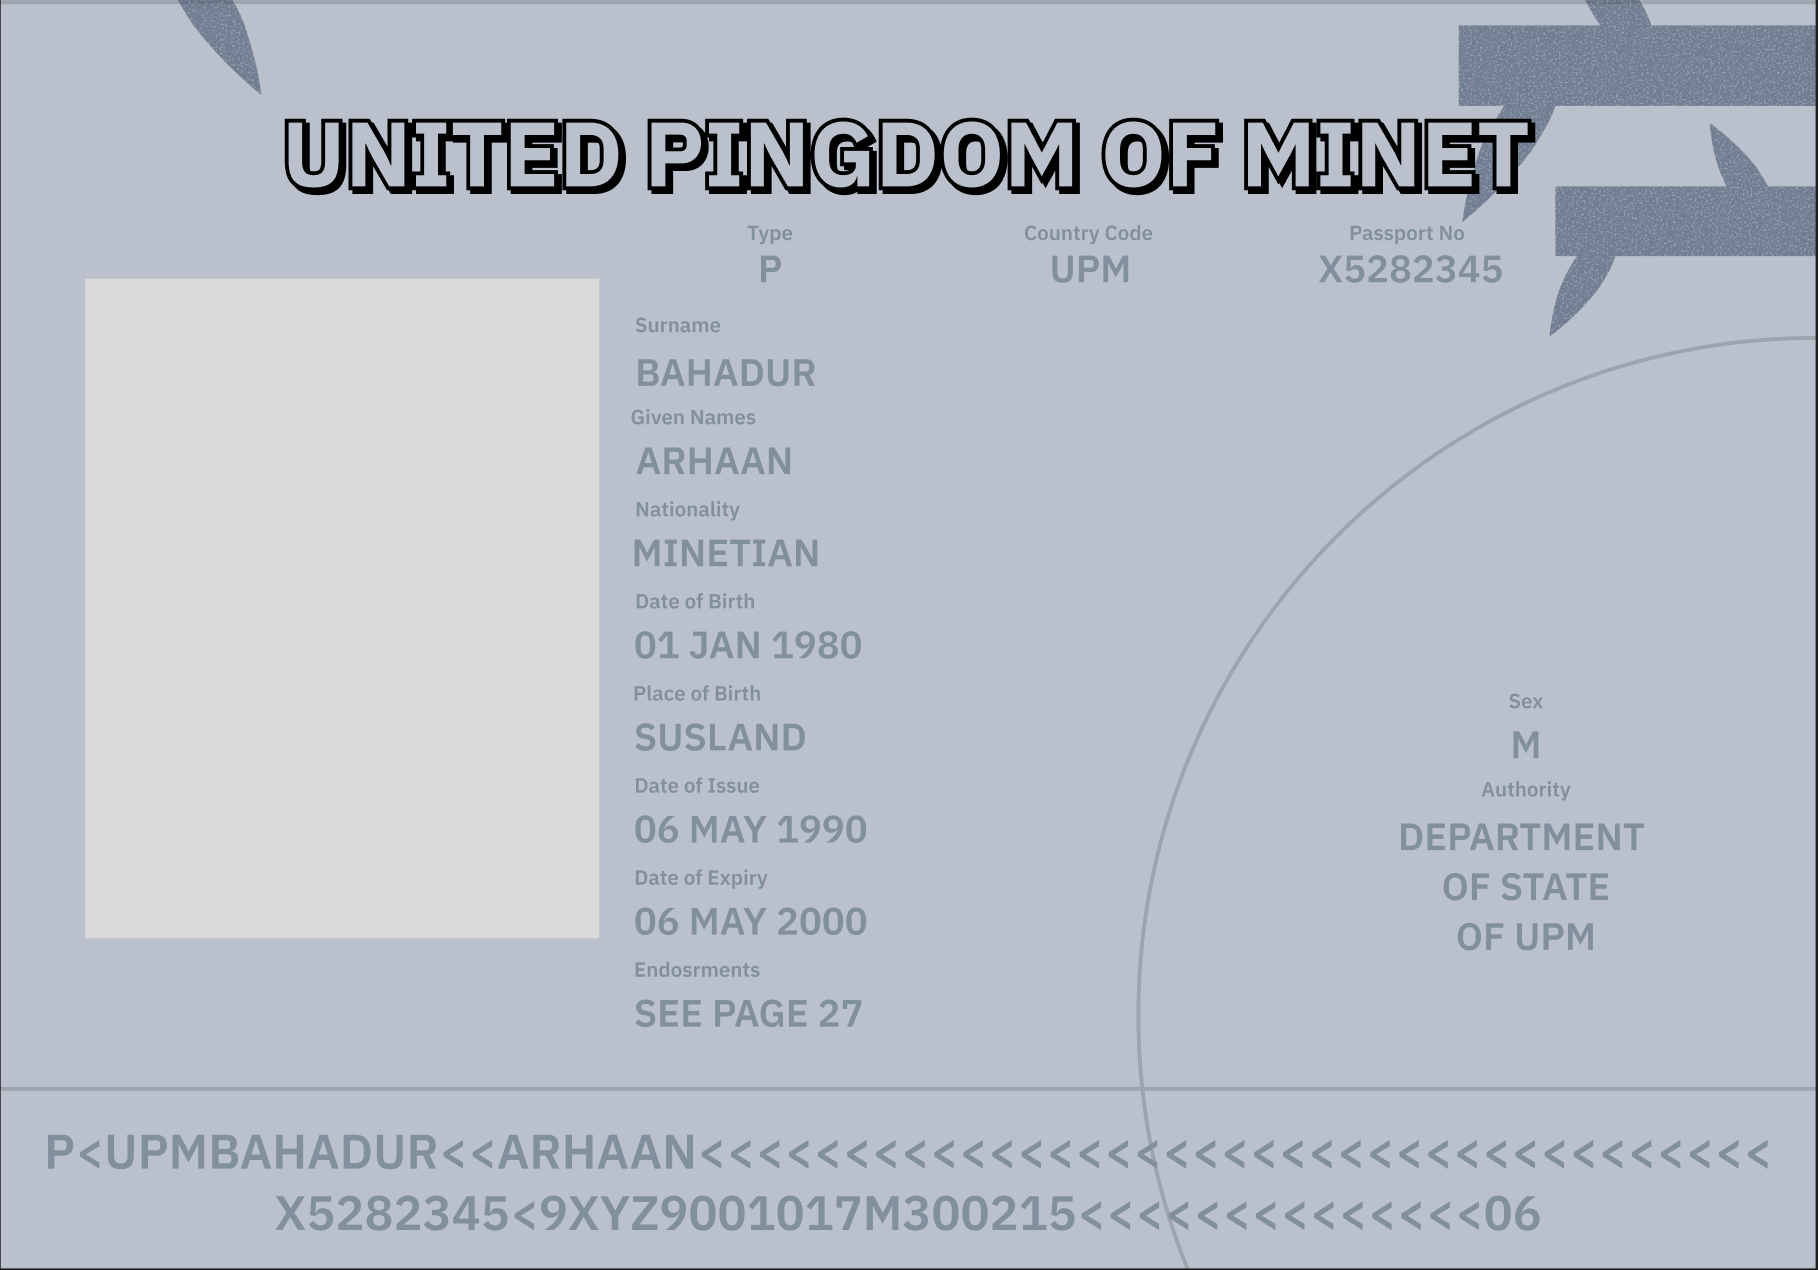 UNITED PINGDOM OF MINET
Type Country Code Passport No
P UPM X5282345
Surname
BAHADUR
Given Names
ARHAAN
Nationality
MINETIAN
Date of Birth
01 JAN 1980
Place of Birth
SUSLAND
Date of Issue
06 MAY 1990
Date of Expiry
06 MAY 2000
Endosrments
SEE PAGE 27
Sex
M
Authority
DEPARTMENT
OF STATE
OF UPM
P<UPMBAHADUR<<ARHAAN<<<<<<<<<<<<<<<<<<<<<<<<<<<<<<<<<<<<<
X5282345<9XYZ9001017M300215<<<<<<<<<<<<<<06